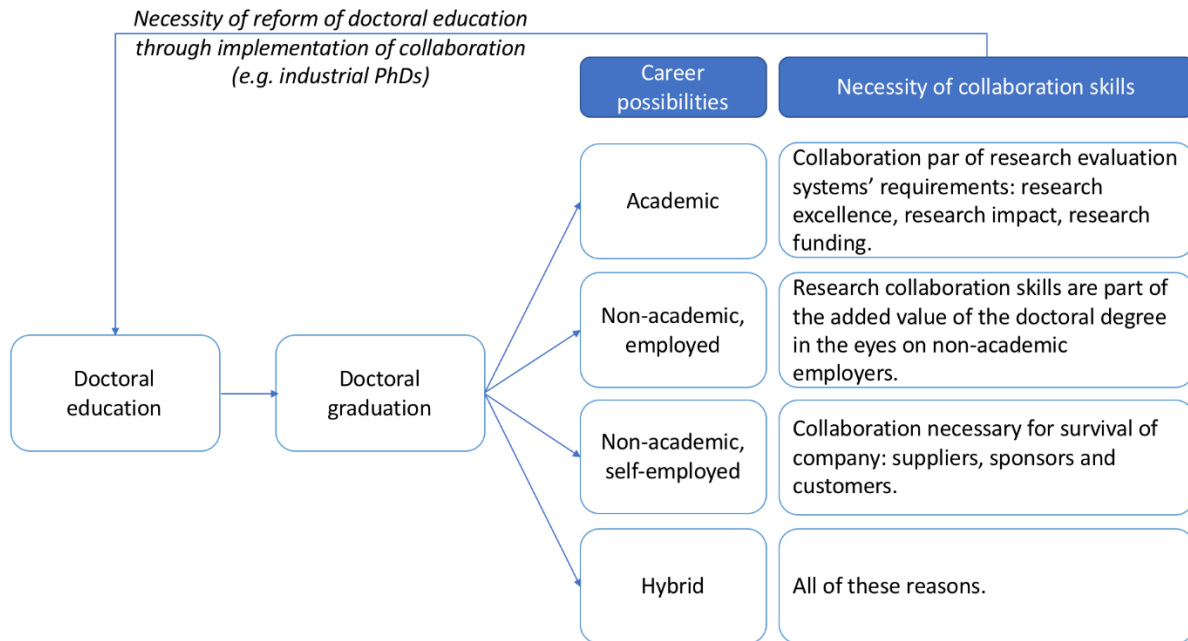 Necessity of reform of doctoral education
through implementation of collaboration
(e.g. industrial PhDs)
Career
possibilities
Necessity of collaboration skills
Academic
Collaboration par of research evaluation
systems’ requirements: research
excellence, research impact, research
funding.
Non-academic,
employed
Research collaboration skills are part of
the added value of the doctoral degree
in the eyes on non-academic
employers.
Doctoral
education
Doctoral
graduation
Non-academic,
self-employed
Collaboration necessary for survival of
company: suppliers, sponsors and
customers.
Hybrid
All of these reasons.